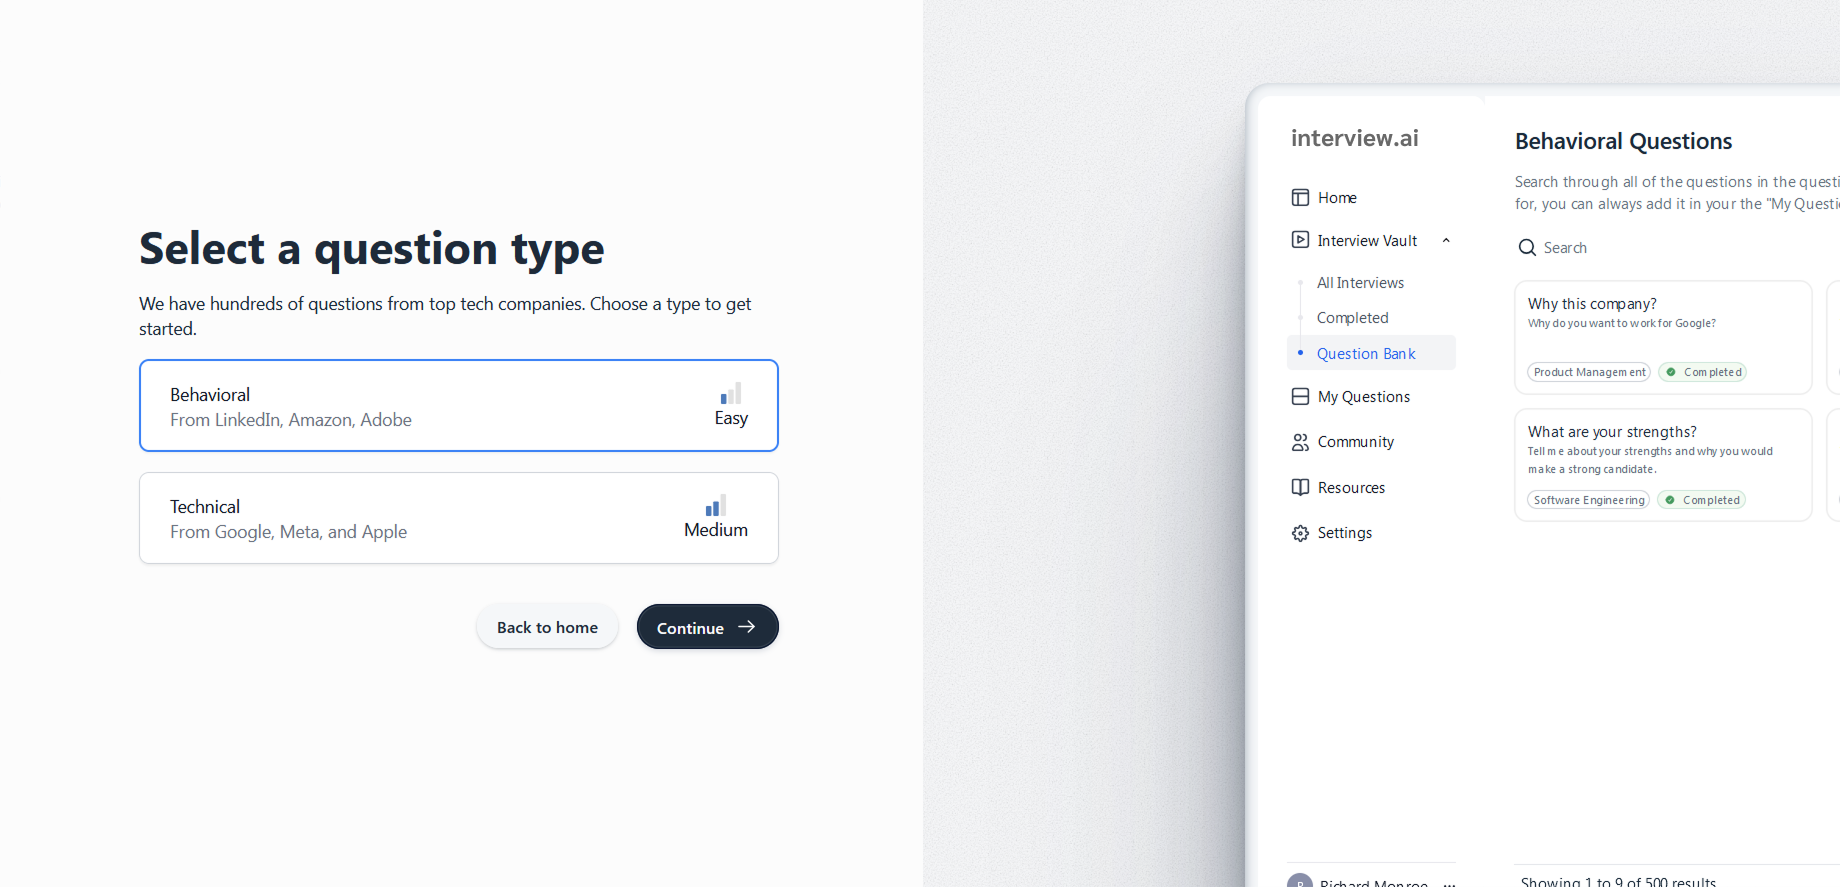 Select a question type
We have hundreds of questions from top tech companies. Choose a type to get
started.
Behavioral
From LinkedIn, Amazon, Adobe
Easy
Technical
From Google, Meta, and Apple
Medium
Back to home
Continue
interview.ai
Home
Interview Vault
All Interviews
Completed
Question Bank
My Questions
Community
Resources
Settings
R
Richard Monroe
Behavioral Questions
Search through all of the questions in the questi
for, you can always add it in your the "My Questi
Search
Why this company?
Why do you want to work for Google?
Product Management
Completed
What are your strengths?
Tell me about your strengths and why you would
make a strong candidate.
Software Engineering
Completed
Showing 1 to 9 of 500 results